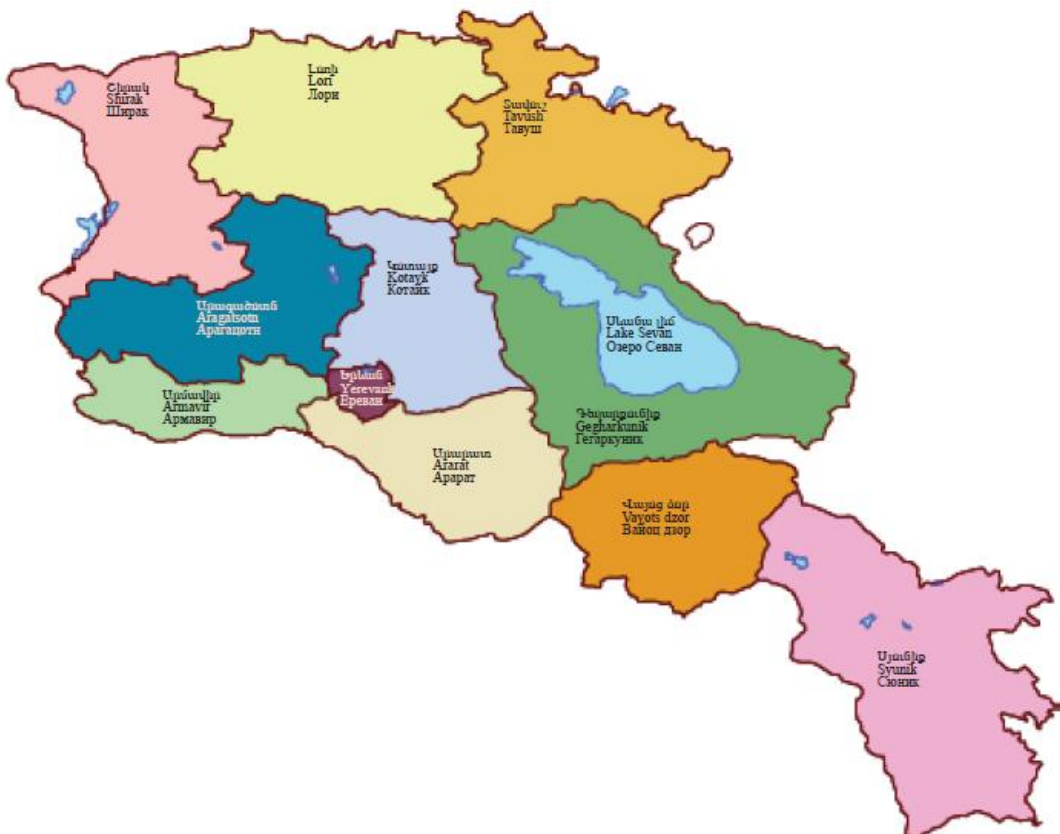 Շիրակ
Shirak
Ширак
Լոռի
Lori
Лори
Տավուշ
Tavush
Тавуш
Արագածոտն
Aragatsotn
Арагацотн
Կոտայք
Kotayk
Котайк
Սևանա լիճ
Lake Sevan
Озеро Севан
Արմավիր
Armavir
Армавир
Երևան
Yerevank
Ереван
Գեղարքունիք
Gegharkunik
Гегаркуник
Արարատ
Ararat
Арарат
Վայոց ձոր
Vayots dzor
Вайоц дзор
Սյունիք
Syunik
Сюник